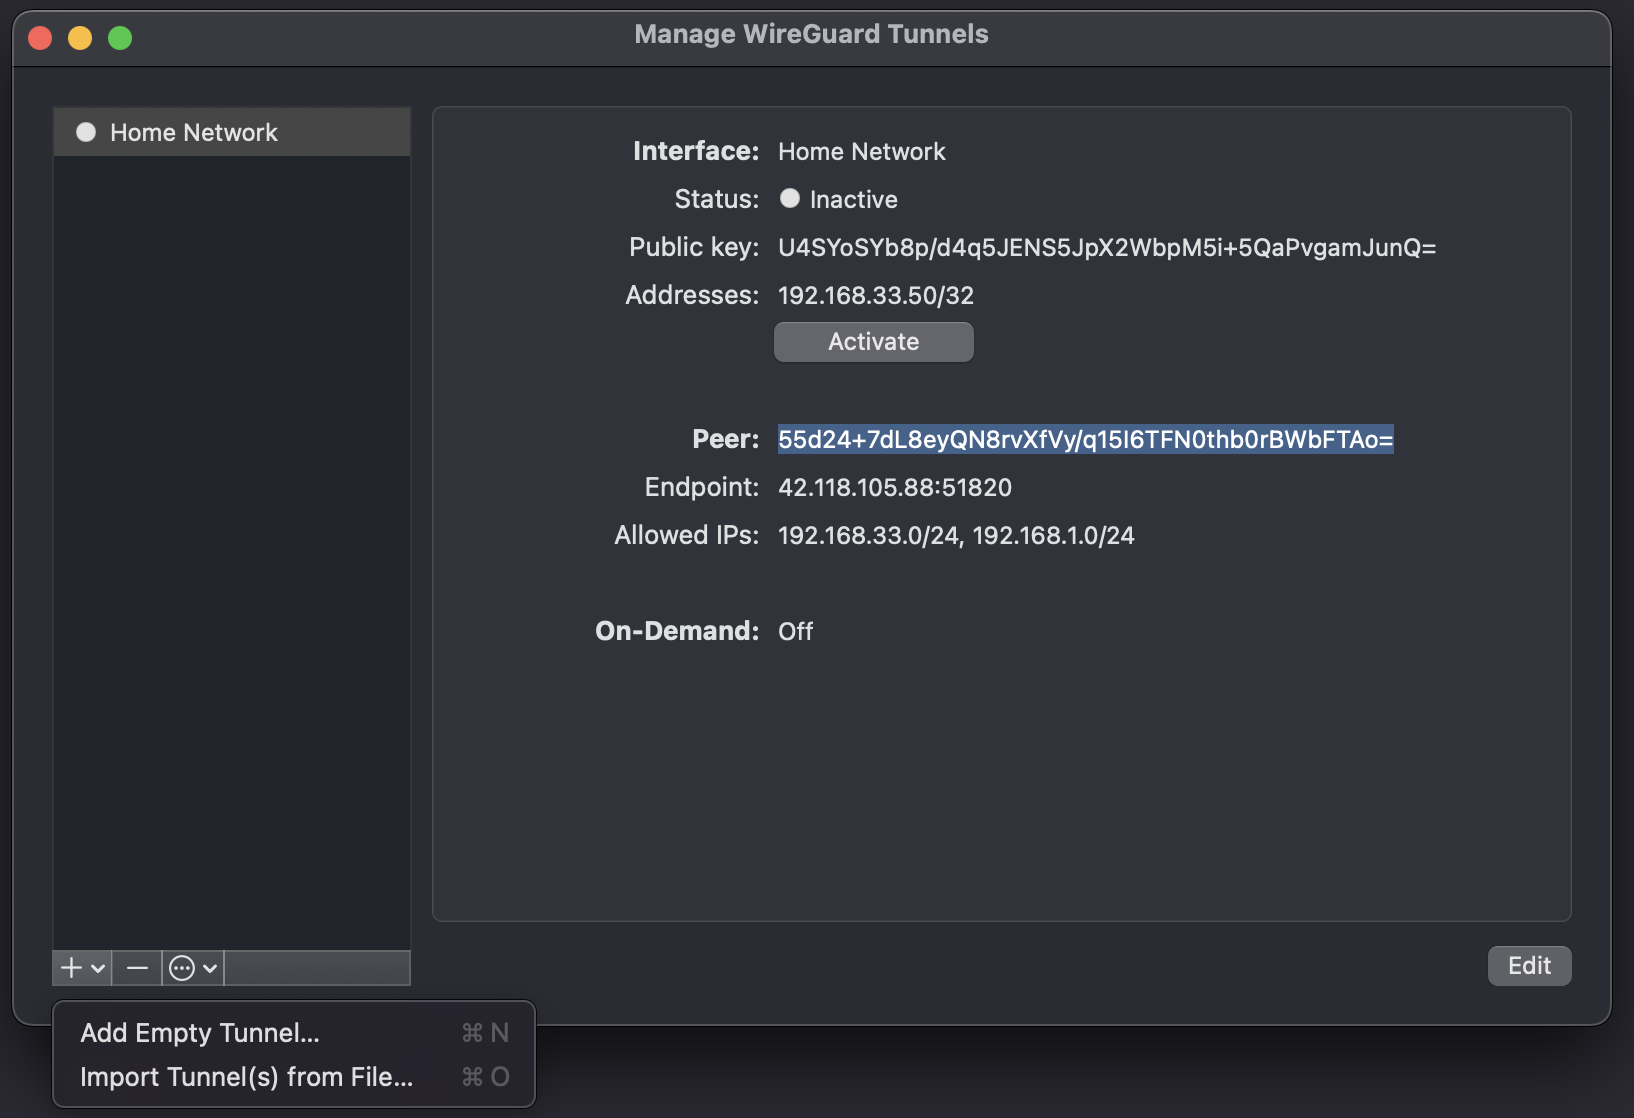 Manage WireGuard Tunnels
Home Network
Interface: Home Network
Status: Inactive
Public key: U4SYoSYb8p/d4q5JENS5JpX2WbpM5i+5QaPvgamJunQ=
Addresses: 192.168.33.50/32
Activate
Peer: 55d24+7dL8eyQN8rvXfVy/q15I6TFN0thb0rBWbFTAo=
Endpoint: 42.118.105.88:51820
Allowed IPs: 192.168.33.0/24, 192.168.1.0/24
On-Demand: Off
Edit
Add Empty Tunnel... ⌘ N
Import Tunnel(s) from File... ⌘ O